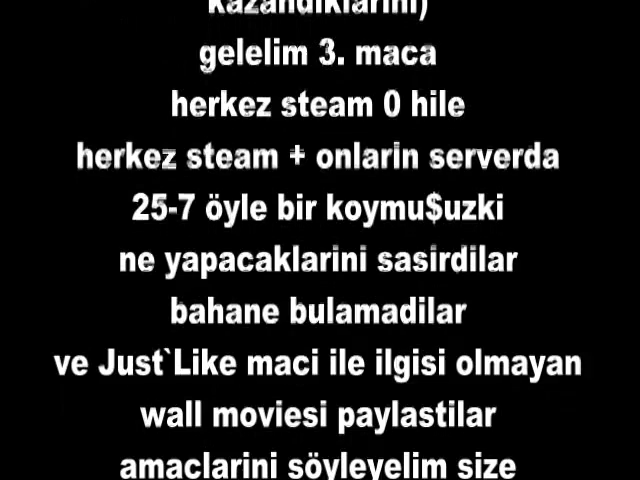 kazandiklarini)
gelelim 3. maca
herkez steam 0 hile
herkez steam + onlarin serverda
25-7 öyle bir koymu$uzki
ne yapacaklarini sasirdilar
bahane bulamadilar
ve Just`Like maci ile ilgisi olmayan
wall moviesi paylastilar
amaclarini söyleyelim size